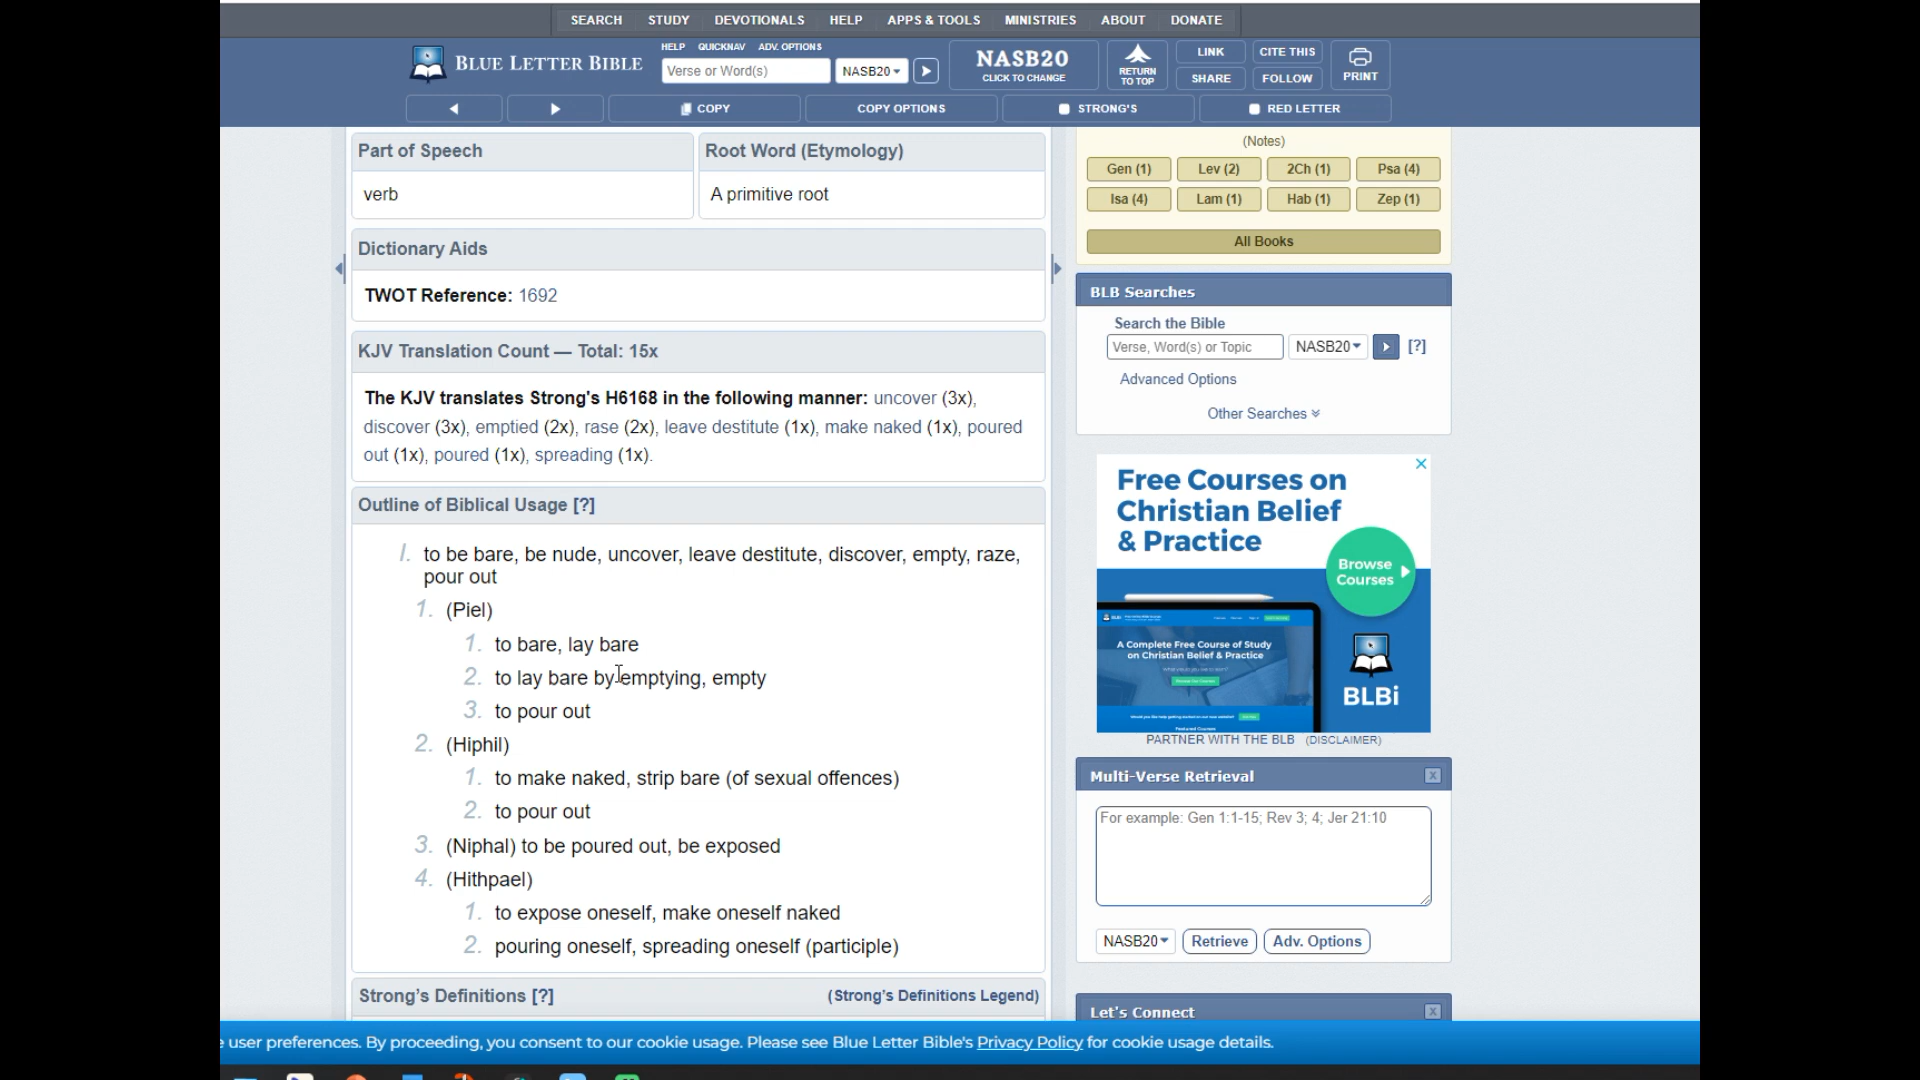 SEARCH STUDY DEVOTIONALS HELP APPS & TOOLS MINISTRIES ABOUT DONATE
BLUE LETTER BIBLE
HELP QUICKNAV ADV. OPTIONS
Verse or Word(s) NASB20
NASB20
CLICK TO CHANGE
RETURN
TO TOP
LINK CITE THIS
SHARE FOLLOW
PRINT
COPY COPY OPTIONS STRONG'S RED LETTER
Part of Speech
verb
Root Word (Etymology)
A primitive root
Dictionary Aids
TWOT Reference: 1692
KJV Translation Count — Total: 15x
The KJV translates Strong's H6168 in the following manner: uncover (3x),
discover (3x), emptied (2x), rase (2x), leave destitute (1x), make naked (1x), poured
out (1x), poured (1x), spreading (1x).
Outline of Biblical Usage [?]
I. to be bare, be nude, uncover, leave destitute, discover, empty, raze,
pour out
1. (Piel)
1. to bare, lay bare
2. to lay bare by emptying, empty
3. to pour out
2. (Hiphil)
1. to make naked, strip bare (of sexual offences)
2. to pour out
3. (Niphal) to be poured out, be exposed
4. (Hithpael)
1. to expose oneself, make oneself naked
2. pouring oneself, spreading oneself (participle)
Strong's Definitions [?] (Strong's Definitions Legend)
(Notes)
Gen (1) Lev (2) 2Ch (1) Psa (4)
Isa (4) Lam (1) Hab (1) Zep (1)
All Books
BLB Searches
Search the Bible
Verse, Word(s) or Topic NASB20 [?]
Advanced Options
Other Searches
Free Courses on
Christian Belief
& Practice
Browse
Courses
A Complete Free Course of Study
on Christian Belief & Practice
BLBi
PARTNER WITH THE BLB (DISCLAIMER)
Multi-Verse Retrieval x
For example: Gen 1:1-15; Rev 3; 4; Jer 21:10
NASB20 Retrieve Adv. Options
Let's Connect x
user preferences. By proceeding, you consent to our cookie usage. Please see Blue Letter Bible's Privacy Policy for cookie usage details.